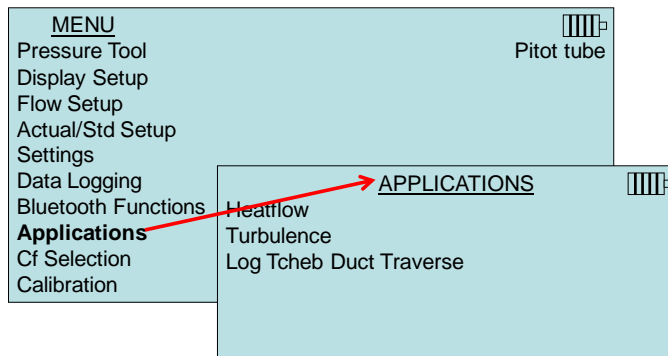 MENU
Pressure Tool
Pitot tube
Display Setup
Flow Setup
Actual/Std Setup
Settings
Data Logging
Bluetooth Functions
Applications
Cf Selection
Calibration
APPLICATIONS
Heatflow
Turbulence
Log Tcheb Duct Traverse